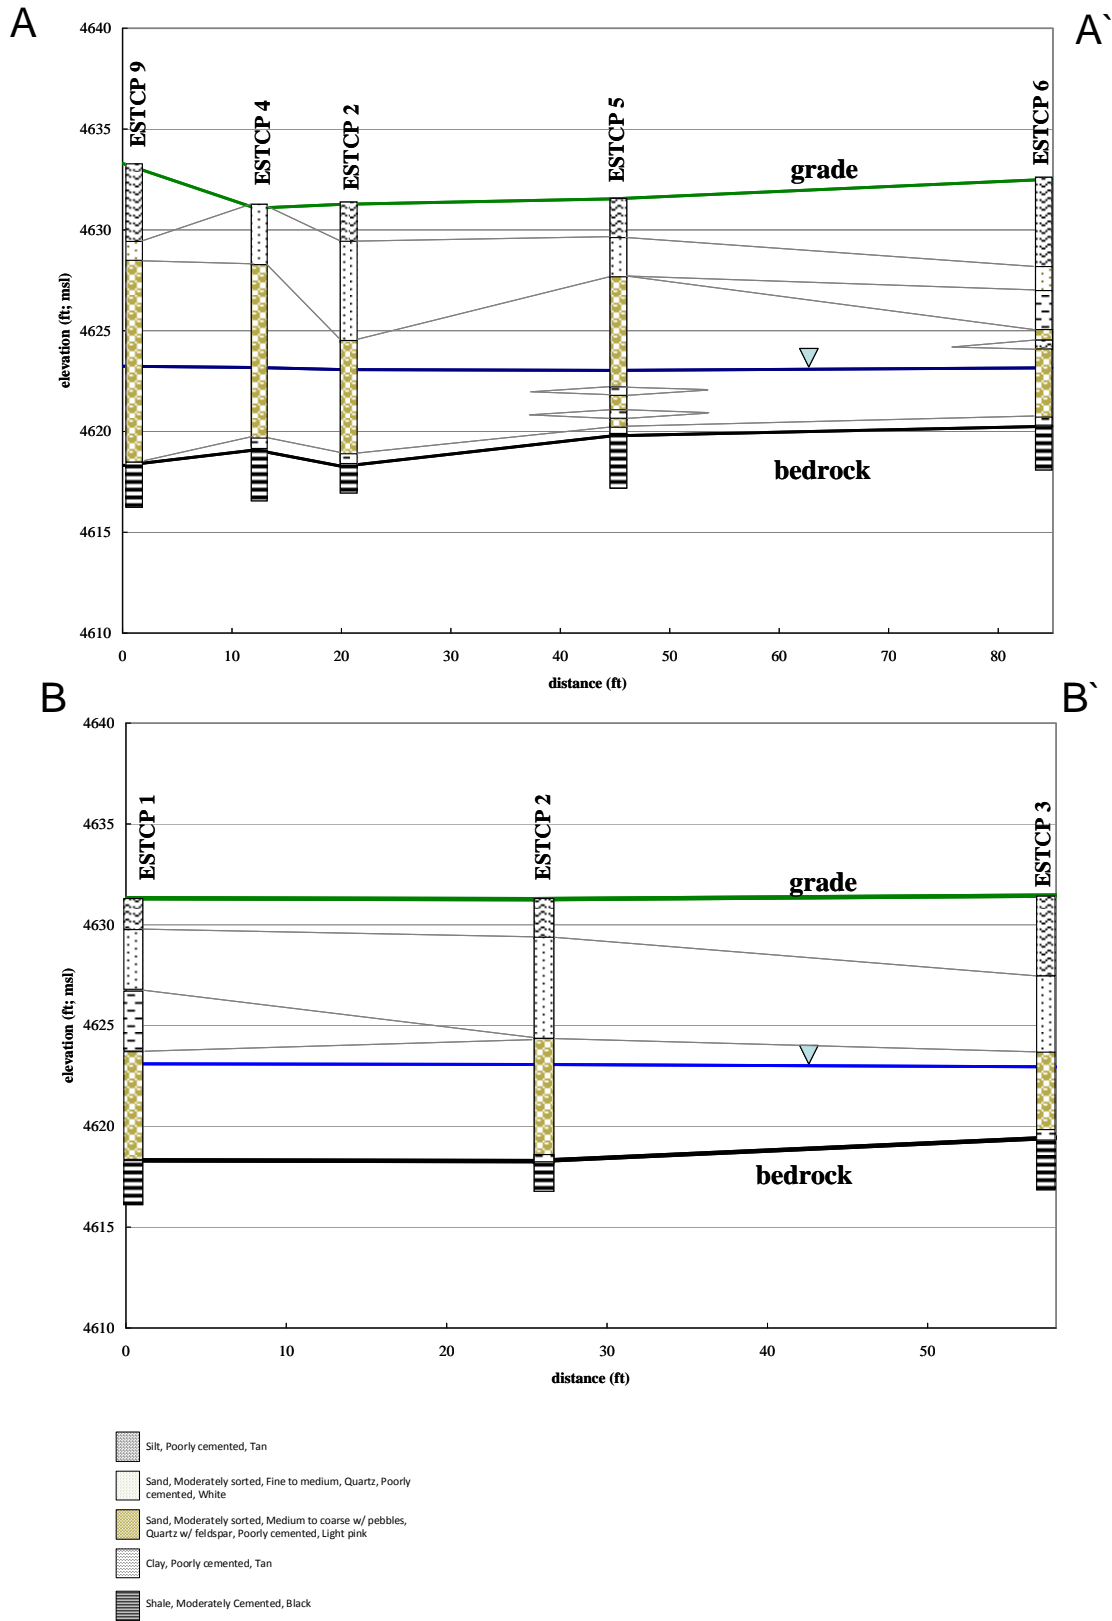 A
A`
4640
4635
4630
4625
4620
4615
4610
elevation (ft; msl)
ESTCP 9
ESTCP 4
ESTCP 2
ESTCP 5
ESTCP 6
grade
bedrock
0 10 20 30 40 50 60 70 80
distance (ft)
B
B`
4640
4635
4630
4625
4620
4615
4610
elevation (ft; msl)
ESTCP 1
ESTCP 2
ESTCP 3
grade
bedrock
0 10 20 30 40 50
distance (ft)
Silt, Poorly cemented, Tan
Sand, Moderately sorted, Fine to medium, Quartz, Poorly
cemented, White
Sand, Moderately sorted, Medium to coarse w/ pebbles,
Quartz w/ feldspar, Poorly cemented, Light pink
Clay, Poorly cemented, Tan
Shale, Moderately Cemented, Black